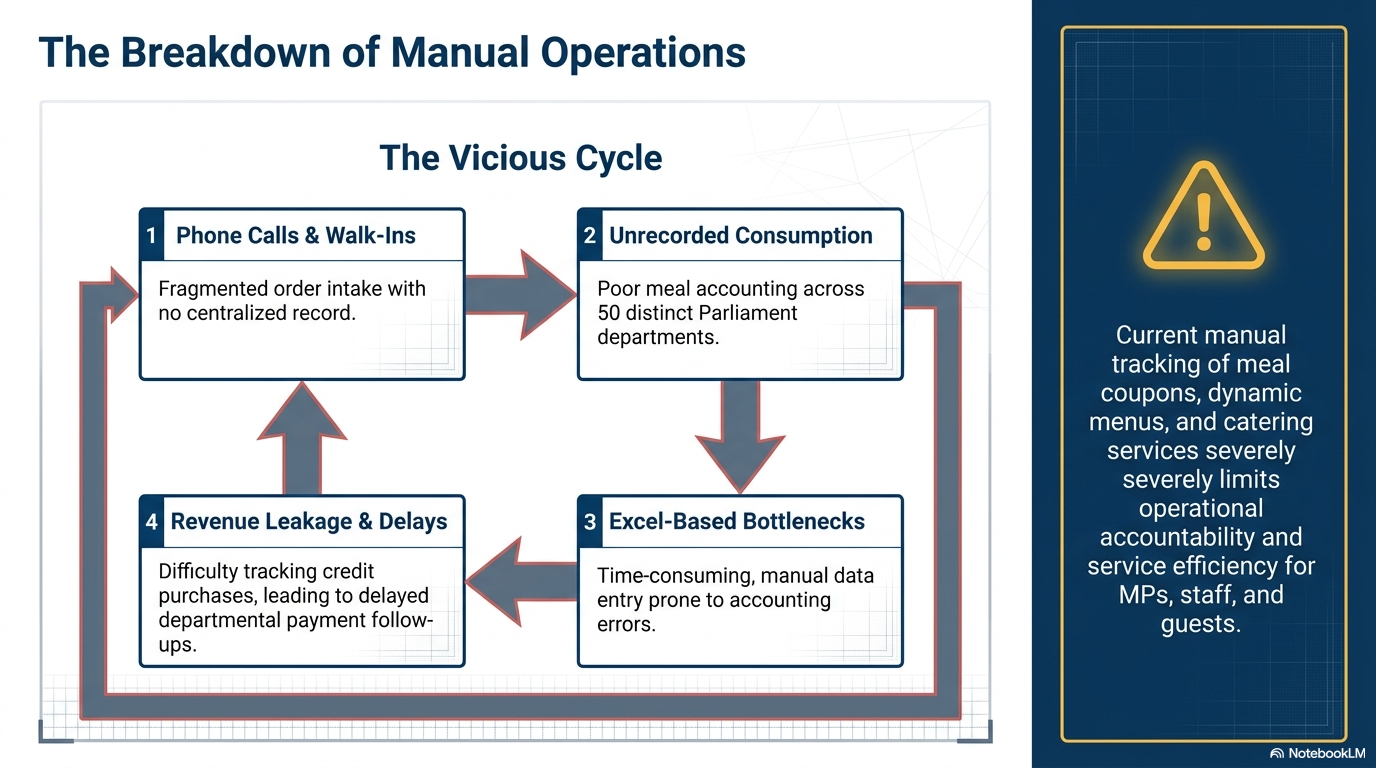 The Breakdown of Manual Operations
The Vicious Cycle
1 Phone Calls & Walk-Ins
Fragmented order intake with
no centralized record.
2 Unrecorded Consumption
Poor meal accounting across
50 distinct Parliament
departments.
3 Excel-Based Bottlenecks
Time-consuming, manual data
entry prone to accounting
errors.
4 Revenue Leakage & Delays
Difficulty tracking credit
purchases, leading to delayed
departmental payment follow-
ups.
Current manual
tracking of meal
coupons, dynamic
menus, and catering
services severely
severely limits
operational
accountability and
service efficiency for
MPs, staff, and
guests.
NotebookLM